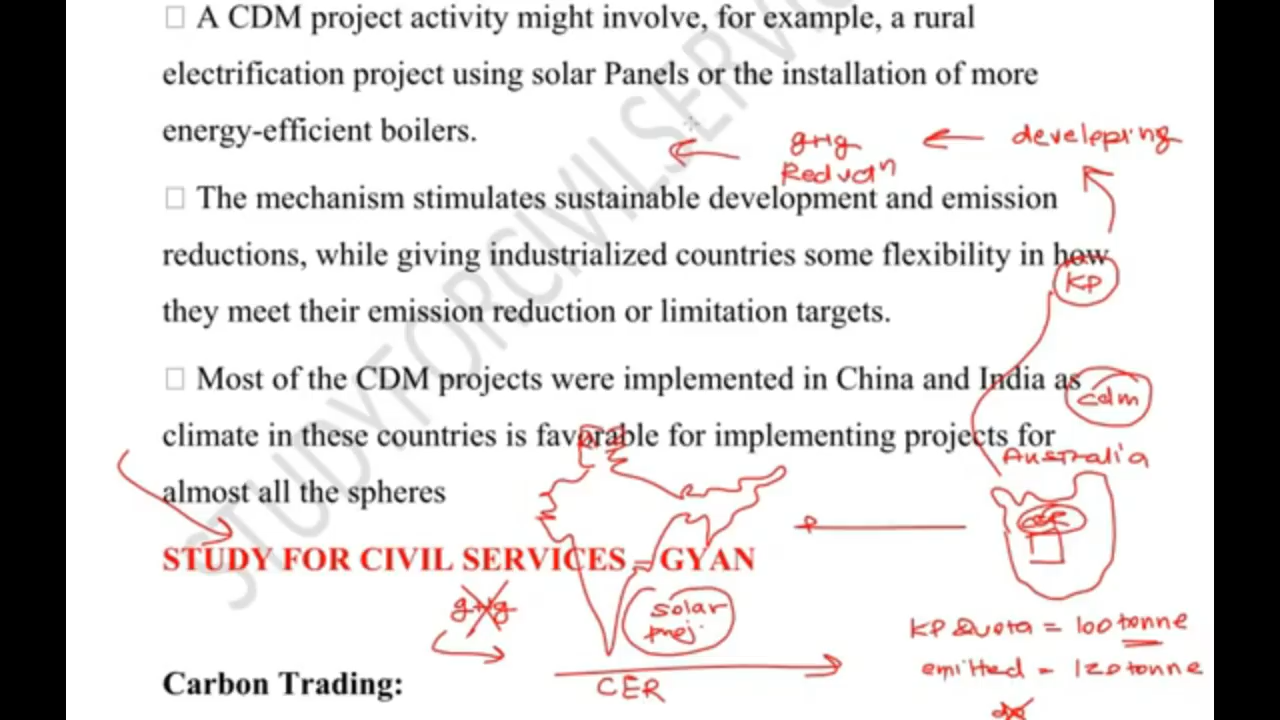 ☐ A CDM project activity might involve, for example, a rural
electrification project using solar Panels or the installation of more
energy-efficient boilers.
developing
ghg
☐ The mechanism stimulates sustainable development and emission
reductions, while giving industrialized countries some flexibility in how
KP
they meet their emission reduction or limitation targets.
☐ Most of the CDM projects were implemented in China and India as
cdm
climate in these countries is favorable for implementing projects for
Australia
almost all the spheres
CER
STUDY FOR CIVIL SERVICES – GYAN
ghg
solar
proj.
KP Quota = 100 tonne
emitted = 120 tonne
CER
Carbon Trading:
STUDYFORCIVILSERVIC